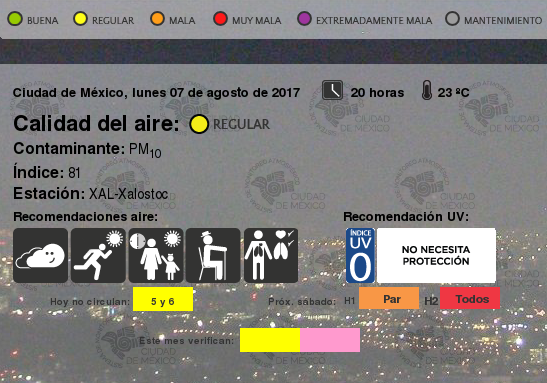 BUENA REGULAR MALA MUY MALA EXTREMADAMENTE MALA MANTENIMIENTO
Ciudad de México, lunes 07 de agosto de 2017 20 horas 23 ºC
Calidad del aire: REGULAR
Contaminante: PM10
Índice: 81
Estación: XAL-Xalostoc
Recomendaciones aire: Recomendación UV:
ÍNDICE
UV
0
NO NECESITA
PROTECCIÓN
Hoy no circulan: 5 y 6 Próx. sábado: H1 Par H2 Todos
Este mes verifican:
CIUDAD
DE MÉXICO